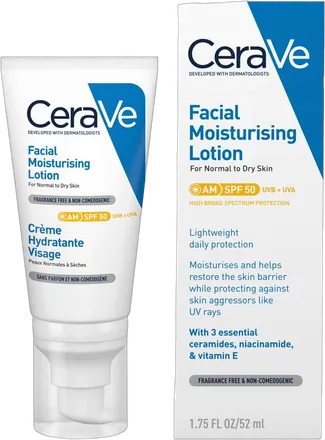 CeraVe
DEVELOPED WITH DERMATOLOGISTS
Facial
Moisturising
Lotion
For Normal to Dry Skin
FRAGRANCE FREE & NON-COMEDOGENIC
AM SPF 50 UVB + UVA
Crème
Hydratante
Visage
Peaux Normales à Sèches
SANS PARFUM ET NON-COMÉDOGÈNE
CeraVe
DEVELOPED WITH DERMATOLOGISTS
Facial
Moisturising
Lotion
For Normal to Dry Skin
AM SPF 50 UVB + UVA
HIGH BROAD SPECTRUM PROTECTION
Lightweight
daily protection
Moisturises and helps
restore the skin barrier
while protecting against
skin aggressors like
UV rays
With 3 essential
ceramides, niacinamide,
& vitamin E
FRAGRANCE FREE & NON-COMEDOGENIC
1.75 FL OZ/52 ml